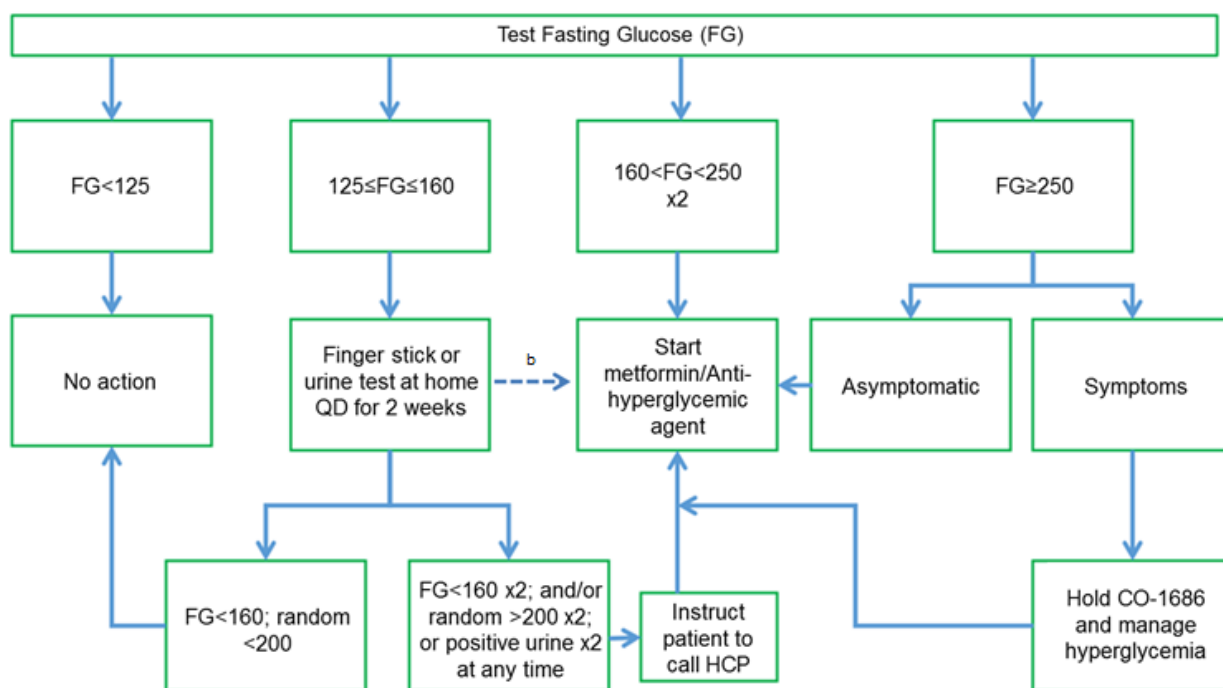 Test Fasting Glucose (FG)
FG<125
125≤FG≤160
160<FG<250
x2
FG≥250
No action
Finger stick or
urine test at home
QD for 2 weeks
b
Start
metformin/Anti-
hyperglycemic
agent
Asymptomatic
Symptoms
FG<160; random
<200
FG<160 x2; and/or
random >200 x2;
or positive urine x2
at any time
Instruct
patient to
call HCP
Hold CO-1686
and manage
hyperglycemia